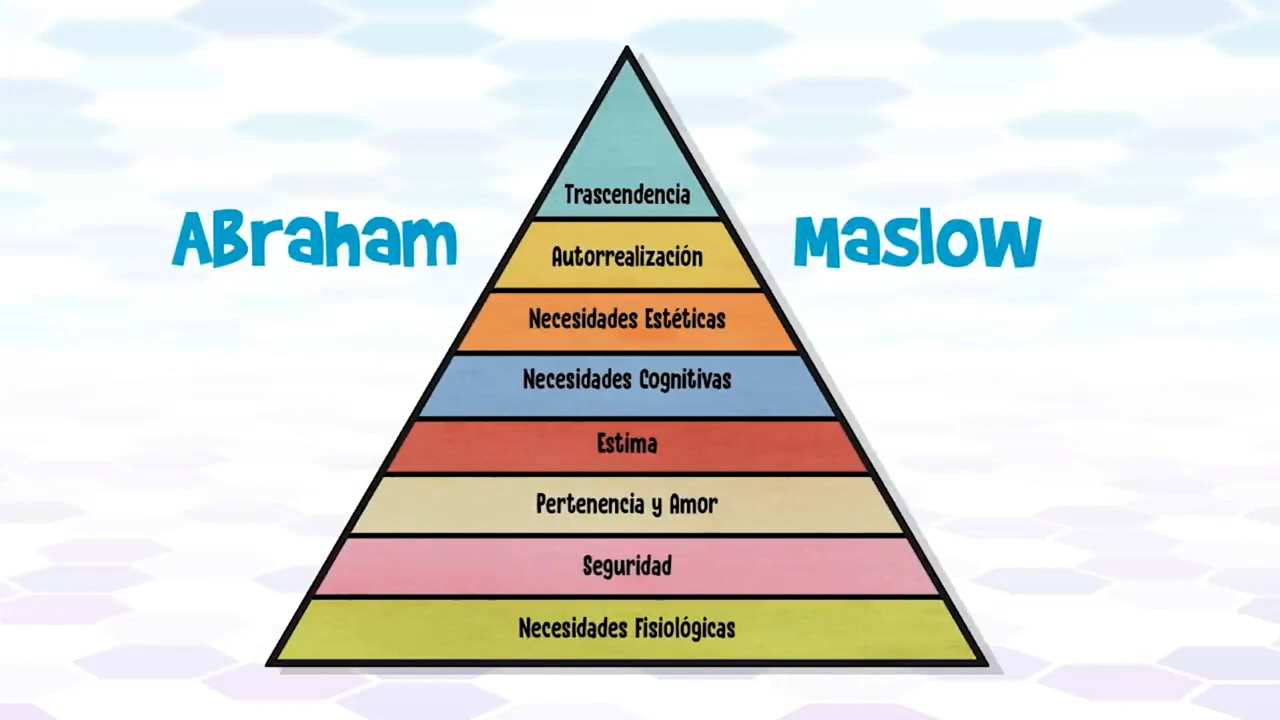 Trascendencia
ABraham
Maslow
Autorrealización
Necesidades Estéticas
Necesidades Cognitivas
Estima
Pertenencia y Amor
Seguridad
Necesidades Fisiológicas